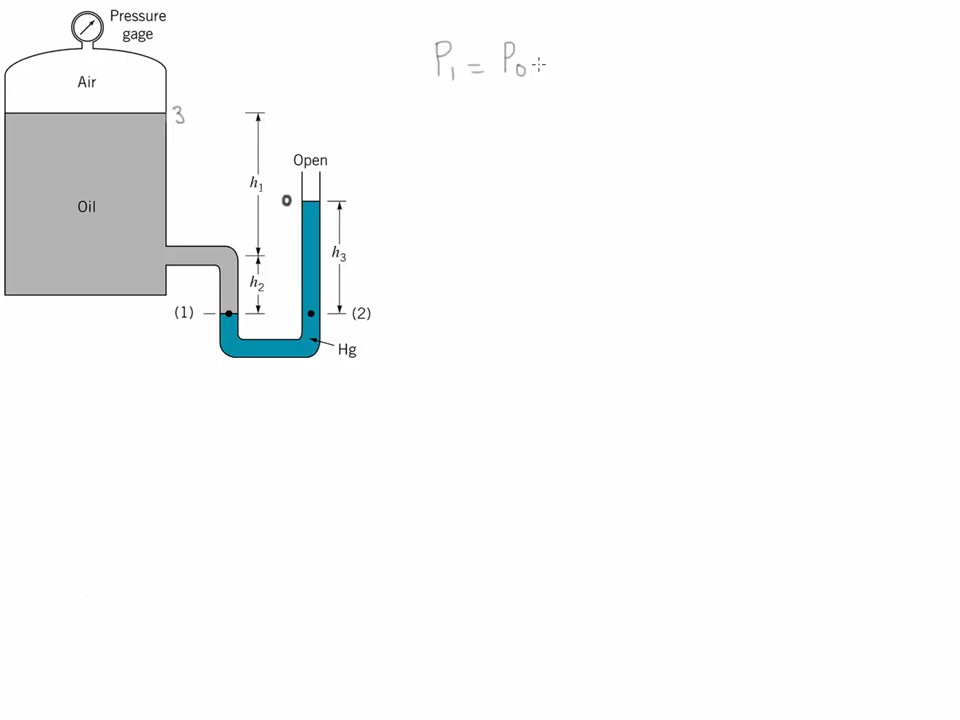 Pressure
gage
P₁ = P₀ +
Air
3
Open
h₁
0
Oil
h₃
h₂
(1)
(2)
Hg